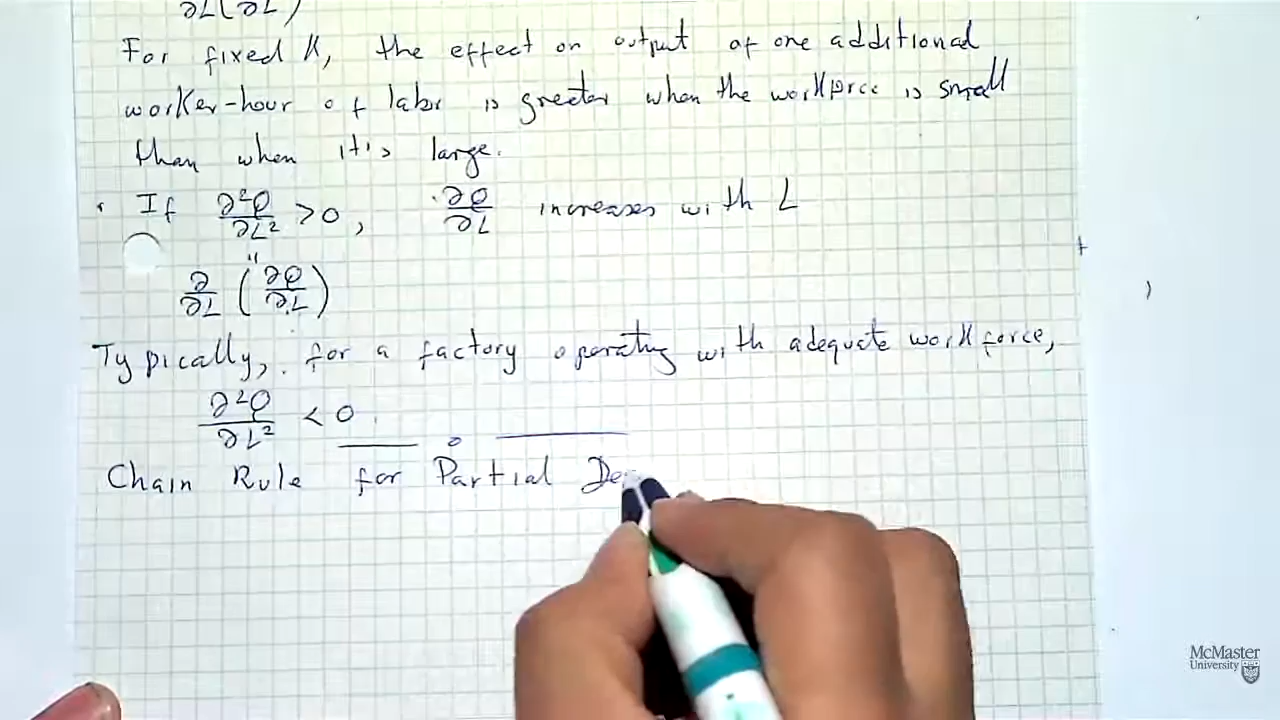 ∂L(∂L)
For fixed K, the effect on output of one additional
worker-hour of labor is greater when the workforce is small
than when it's large.
• If ∂²Q/∂L² > 0, ∂Q/∂L increases with L
"
∂/∂L (∂Q/∂L)
Typically, for a factory operating with adequate workforce,
∂²Q/∂L² < 0.
Chain Rule for Partial De
McMaster
University